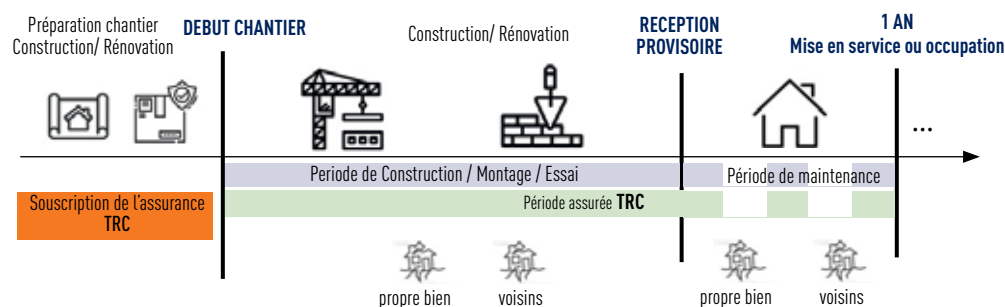 Préparation chantier
Construction/ Rénovation
DEBUT CHANTIER
Construction/ Rénovation
RECEPTION
PROVISOIRE
1 AN
Mise en service ou occupation
...
Periode de Construction / Montage / Essai
Période de maintenance
Souscription de l'assurance
TRC
Période assurée TRC
propre bien
voisins
propre bien
voisins